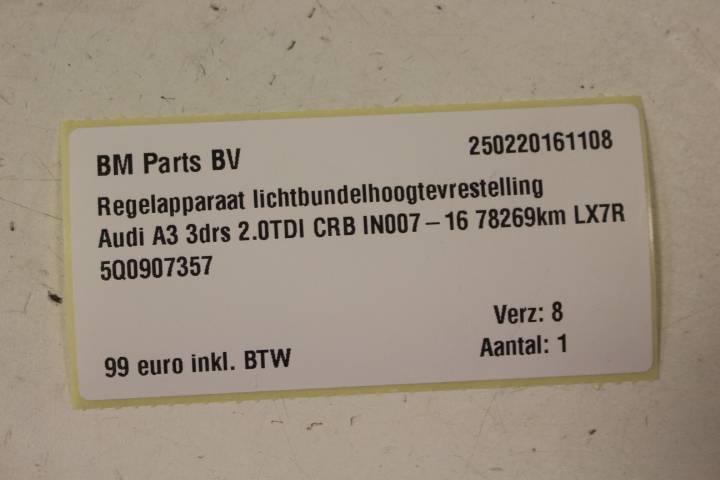 BM Parts BV 250220161108
Regelapparaat lichtbundelhoogtevrestelling
Audi A3 3drs 2.0TDI CRB IN007 – 16 78269km LX7R
5Q0907357
Verz: 8
99 euro inkl. BTW Aantal: 1